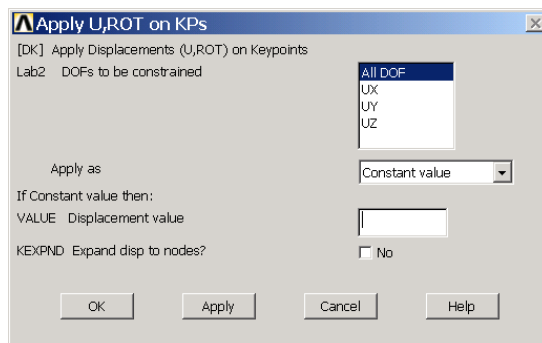 Apply U,ROT on KPs
[DK] Apply Displacements (U,ROT) on Keypoints
Lab2 DOFs to be constrained
All DOF
UX
UY
UZ
Apply as
Constant value
If Constant value then:
VALUE Displacement value
KEXPND Expand disp to nodes?
No
OK
Apply
Cancel
Help